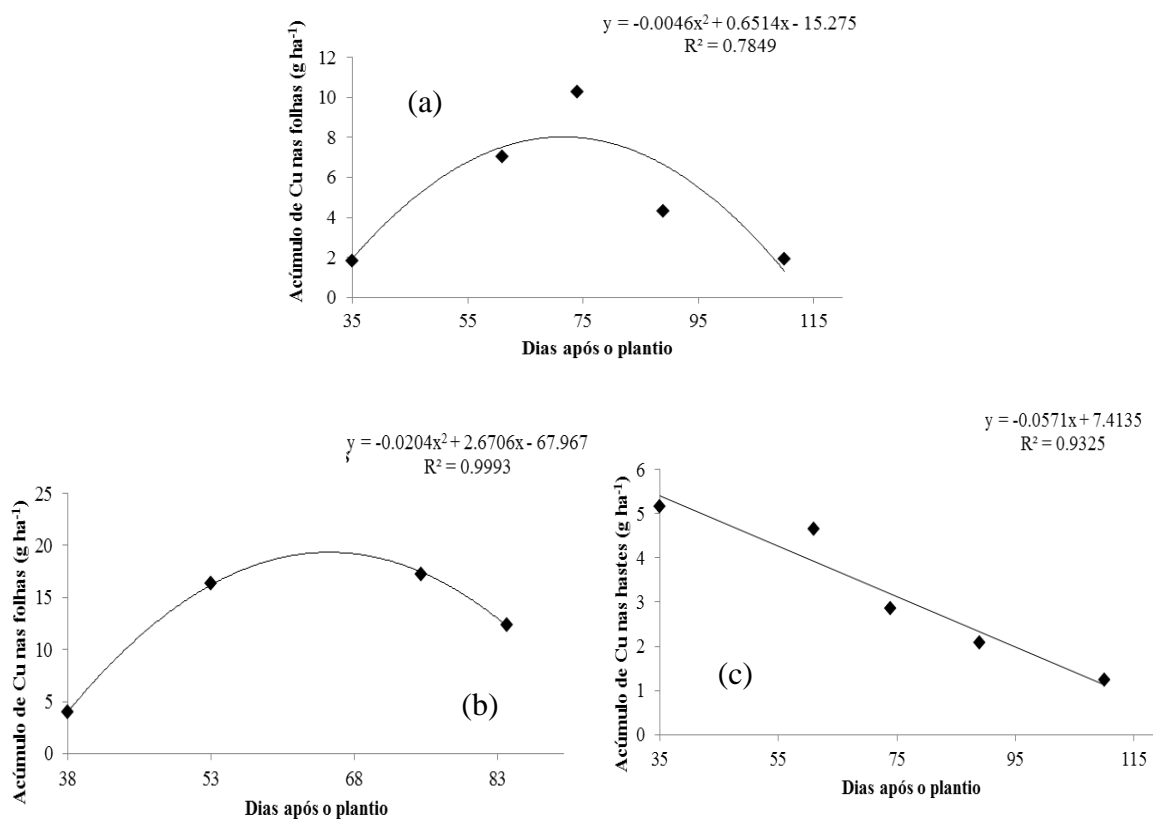 y = -0.0046x² + 0.6514x - 15.275
R² = 0.7849
Acúmulo de Cu nas folhas (g ha⁻¹)
12
10
8
6
4
2
0
(a)
35 55 75 95 115
Dias após o plantio
y = -0.0204x² + 2.6706x - 67.967
R² = 0.9993
Acúmulo de Cu nas folhas (g ha⁻¹)
25
20
15
10
5
0
(b)
38 53 68 83
Dias após o plantio
y = -0.0571x + 7.4135
R² = 0.9325
Acúmulo de Cu nas hastes (g ha⁻¹)
6
5
4
3
2
1
0
(c)
35 75 95 115
Dias após o plantio